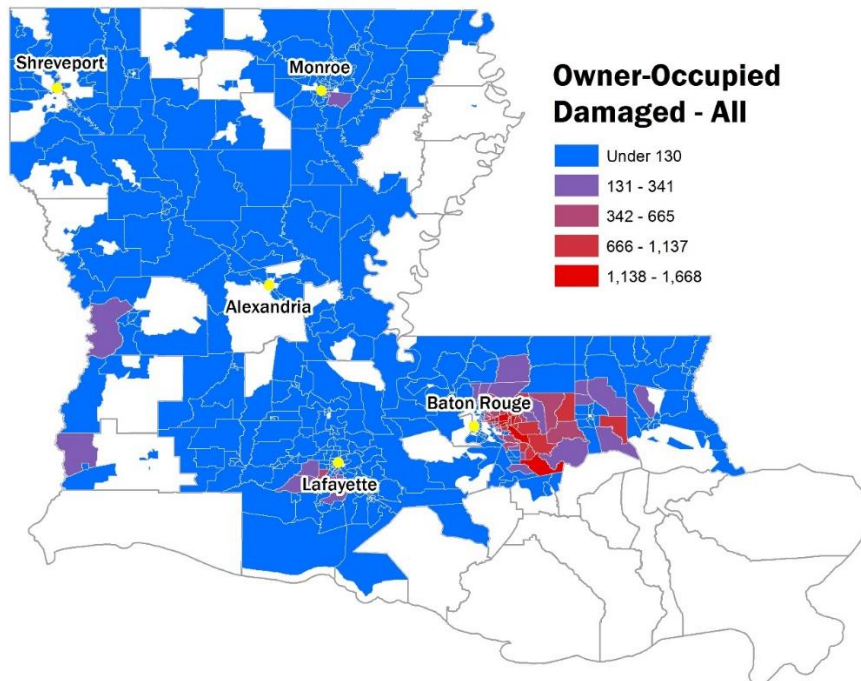 Shreveport
Monroe
Owner-Occupied
Damaged - All
Under 130
131 - 341
342 - 665
666 - 1,137
1,138 - 1,668
Alexandria
Baton Rouge
Lafayette